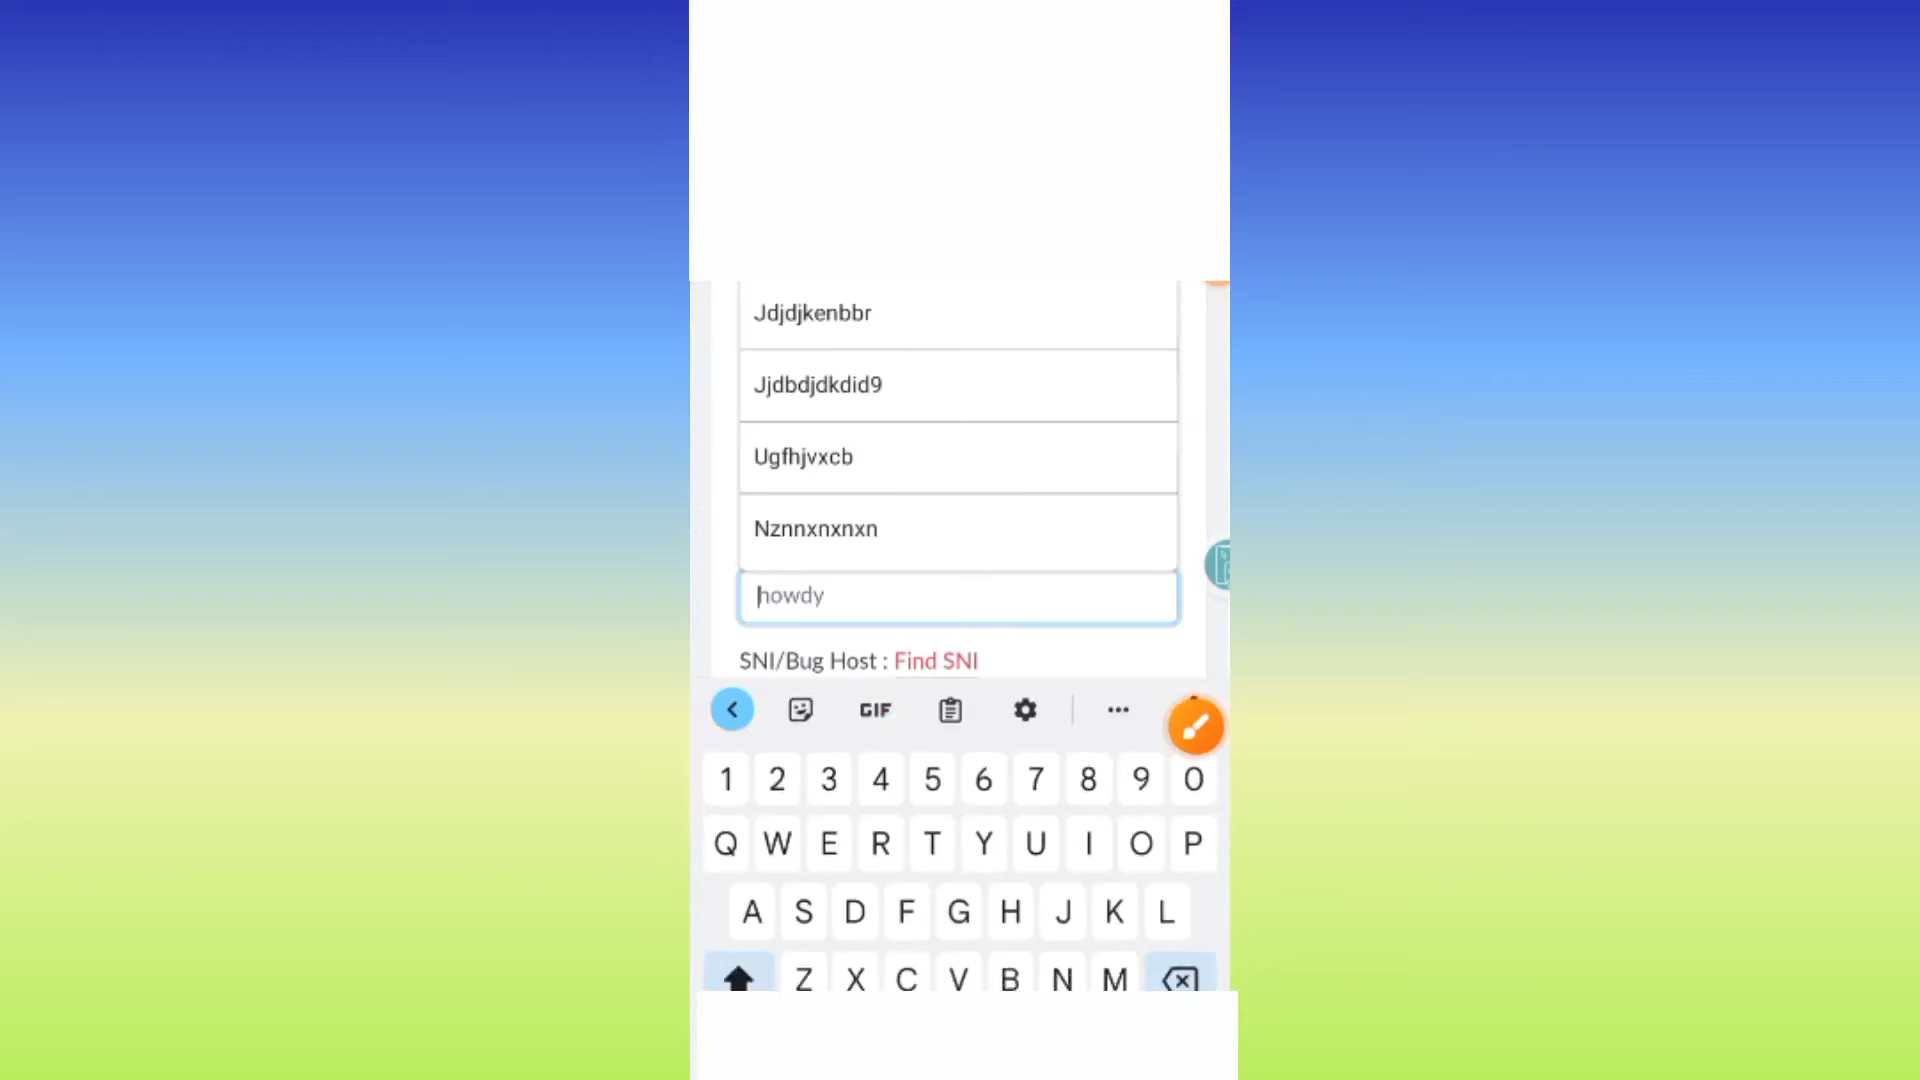 Jdjdjkenbbr
Jjdbdjdkdid9
Ugfhjvxcb
Nznnxnxnxn
howdy
SNI/Bug Host : Find SNI
GIF
1 2 3 4 5 6 7 8 9 0
Q W E R T Y U I O P
A S D F G H J K L
Z X C V B N M